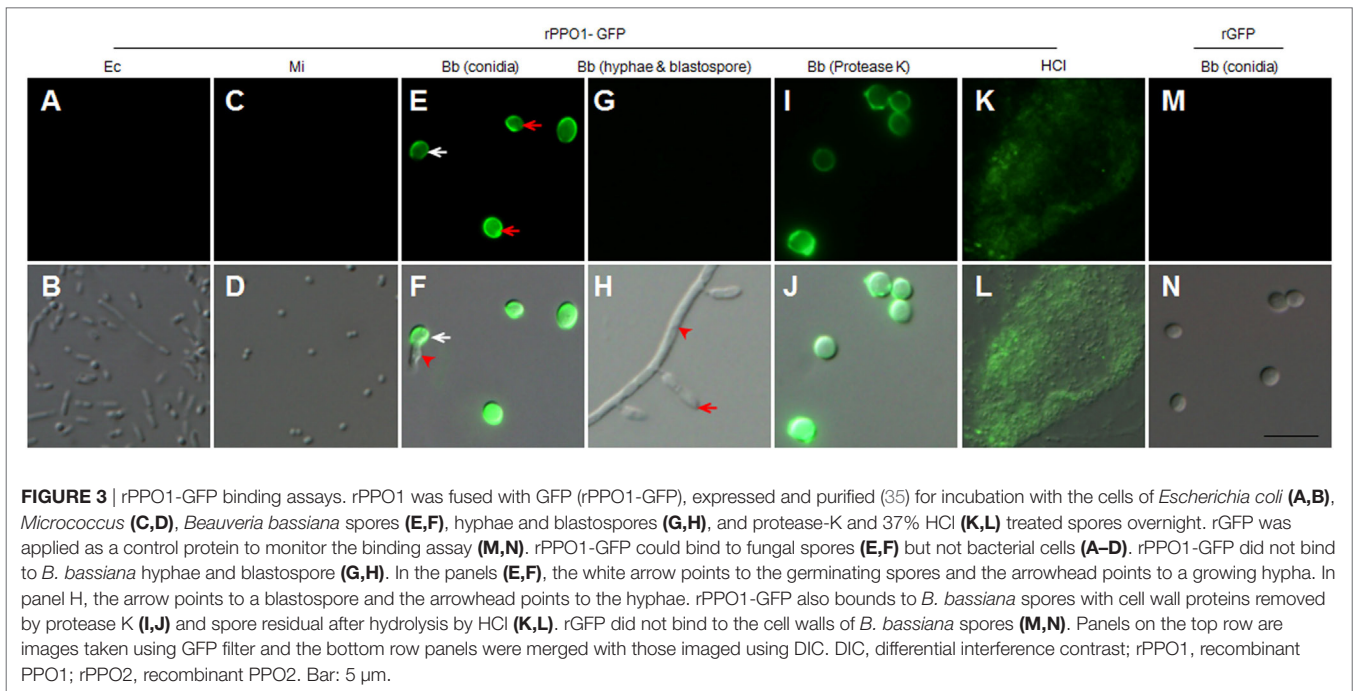 rPPO1- GFP
rGFP
Ec
Mi
Bb (conidia)
Bb (hyphae & blastospore)
Bb (Protease K)
HCl
Bb (conidia)
A
C
E
G
I
K
M
B
D
F
H
J
L
N
FIGURE 3 | rPPO1-GFP binding assays. rPPO1 was fused with GFP (rPPO1-GFP), expressed and purified (35) for incubation with the cells of Escherichia coli (A,B),
Micrococcus (C,D), Beauveria bassiana spores (E,F), hyphae and blastospores (G,H), and protease-K and 37% HCl (K,L) treated spores overnight. rGFP was
applied as a control protein to monitor the binding assay (M,N). rPPO1-GFP could bind to fungal spores (E,F) but not bacterial cells (A–D). rPPO1-GFP did not bind
to B. bassiana hyphae and blastospore (G,H). In the panels (E,F), the white arrow points to the germinating spores and the arrowhead points to a growing hypha. In
panel H, the arrow points to a blastospore and the arrowhead points to the hyphae. rPPO1-GFP also bounds to B. bassiana spores with cell wall proteins removed
by protease K (I,J) and spore residual after hydrolysis by HCl (K,L). rGFP did not bind to the cell walls of B. bassiana spores (M,N). Panels on the top row are
images taken using GFP filter and the bottom row panels were merged with those imaged using DIC. DIC, differential interference contrast; rPPO1, recombinant
PPO1; rPPO2, recombinant PPO2. Bar: 5 µm.